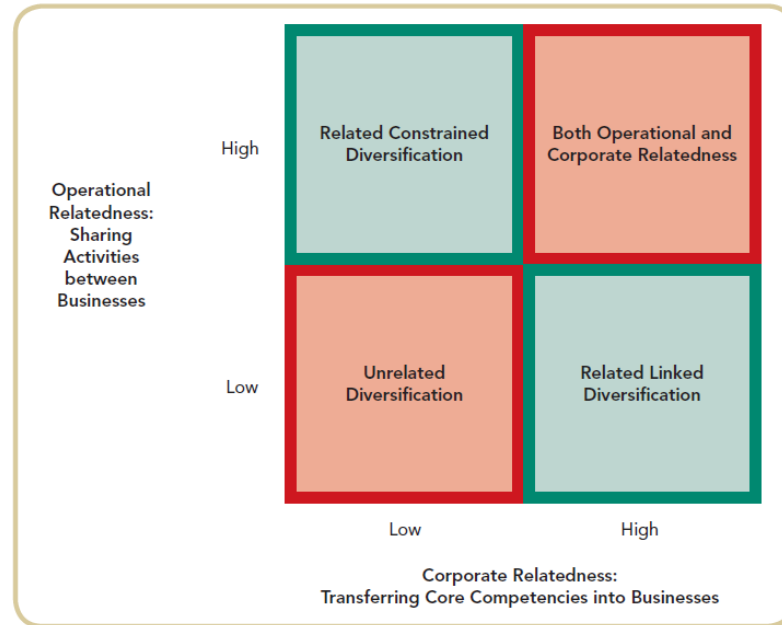 Related Constrained
Diversification
Both Operational and
Corporate Relatedness
High
Operational
Relatedness:
Sharing
Activities
between
Businesses
Unrelated
Diversification
Related Linked
Diversification
Low
Low
High
Corporate Relatedness:
Transferring Core Competencies into Businesses